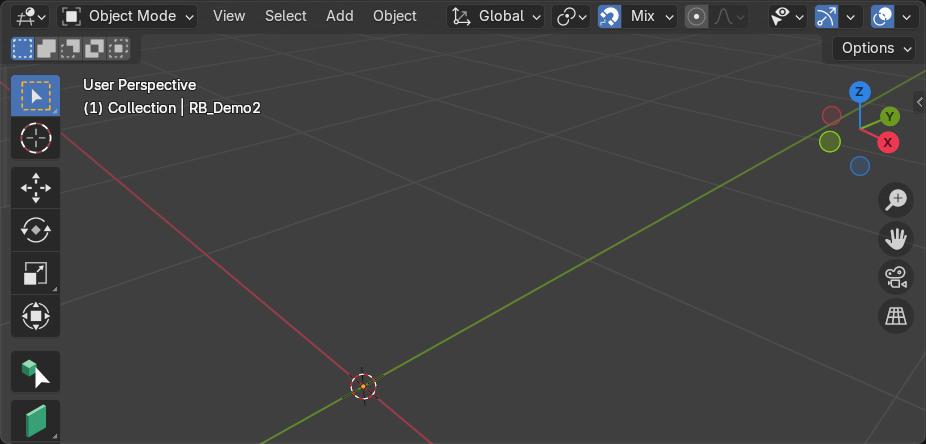 Object Mode View Select Add Object Global Mix
Options
User Perspective
(1) Collection | RB_Demo2
Z
Y
X